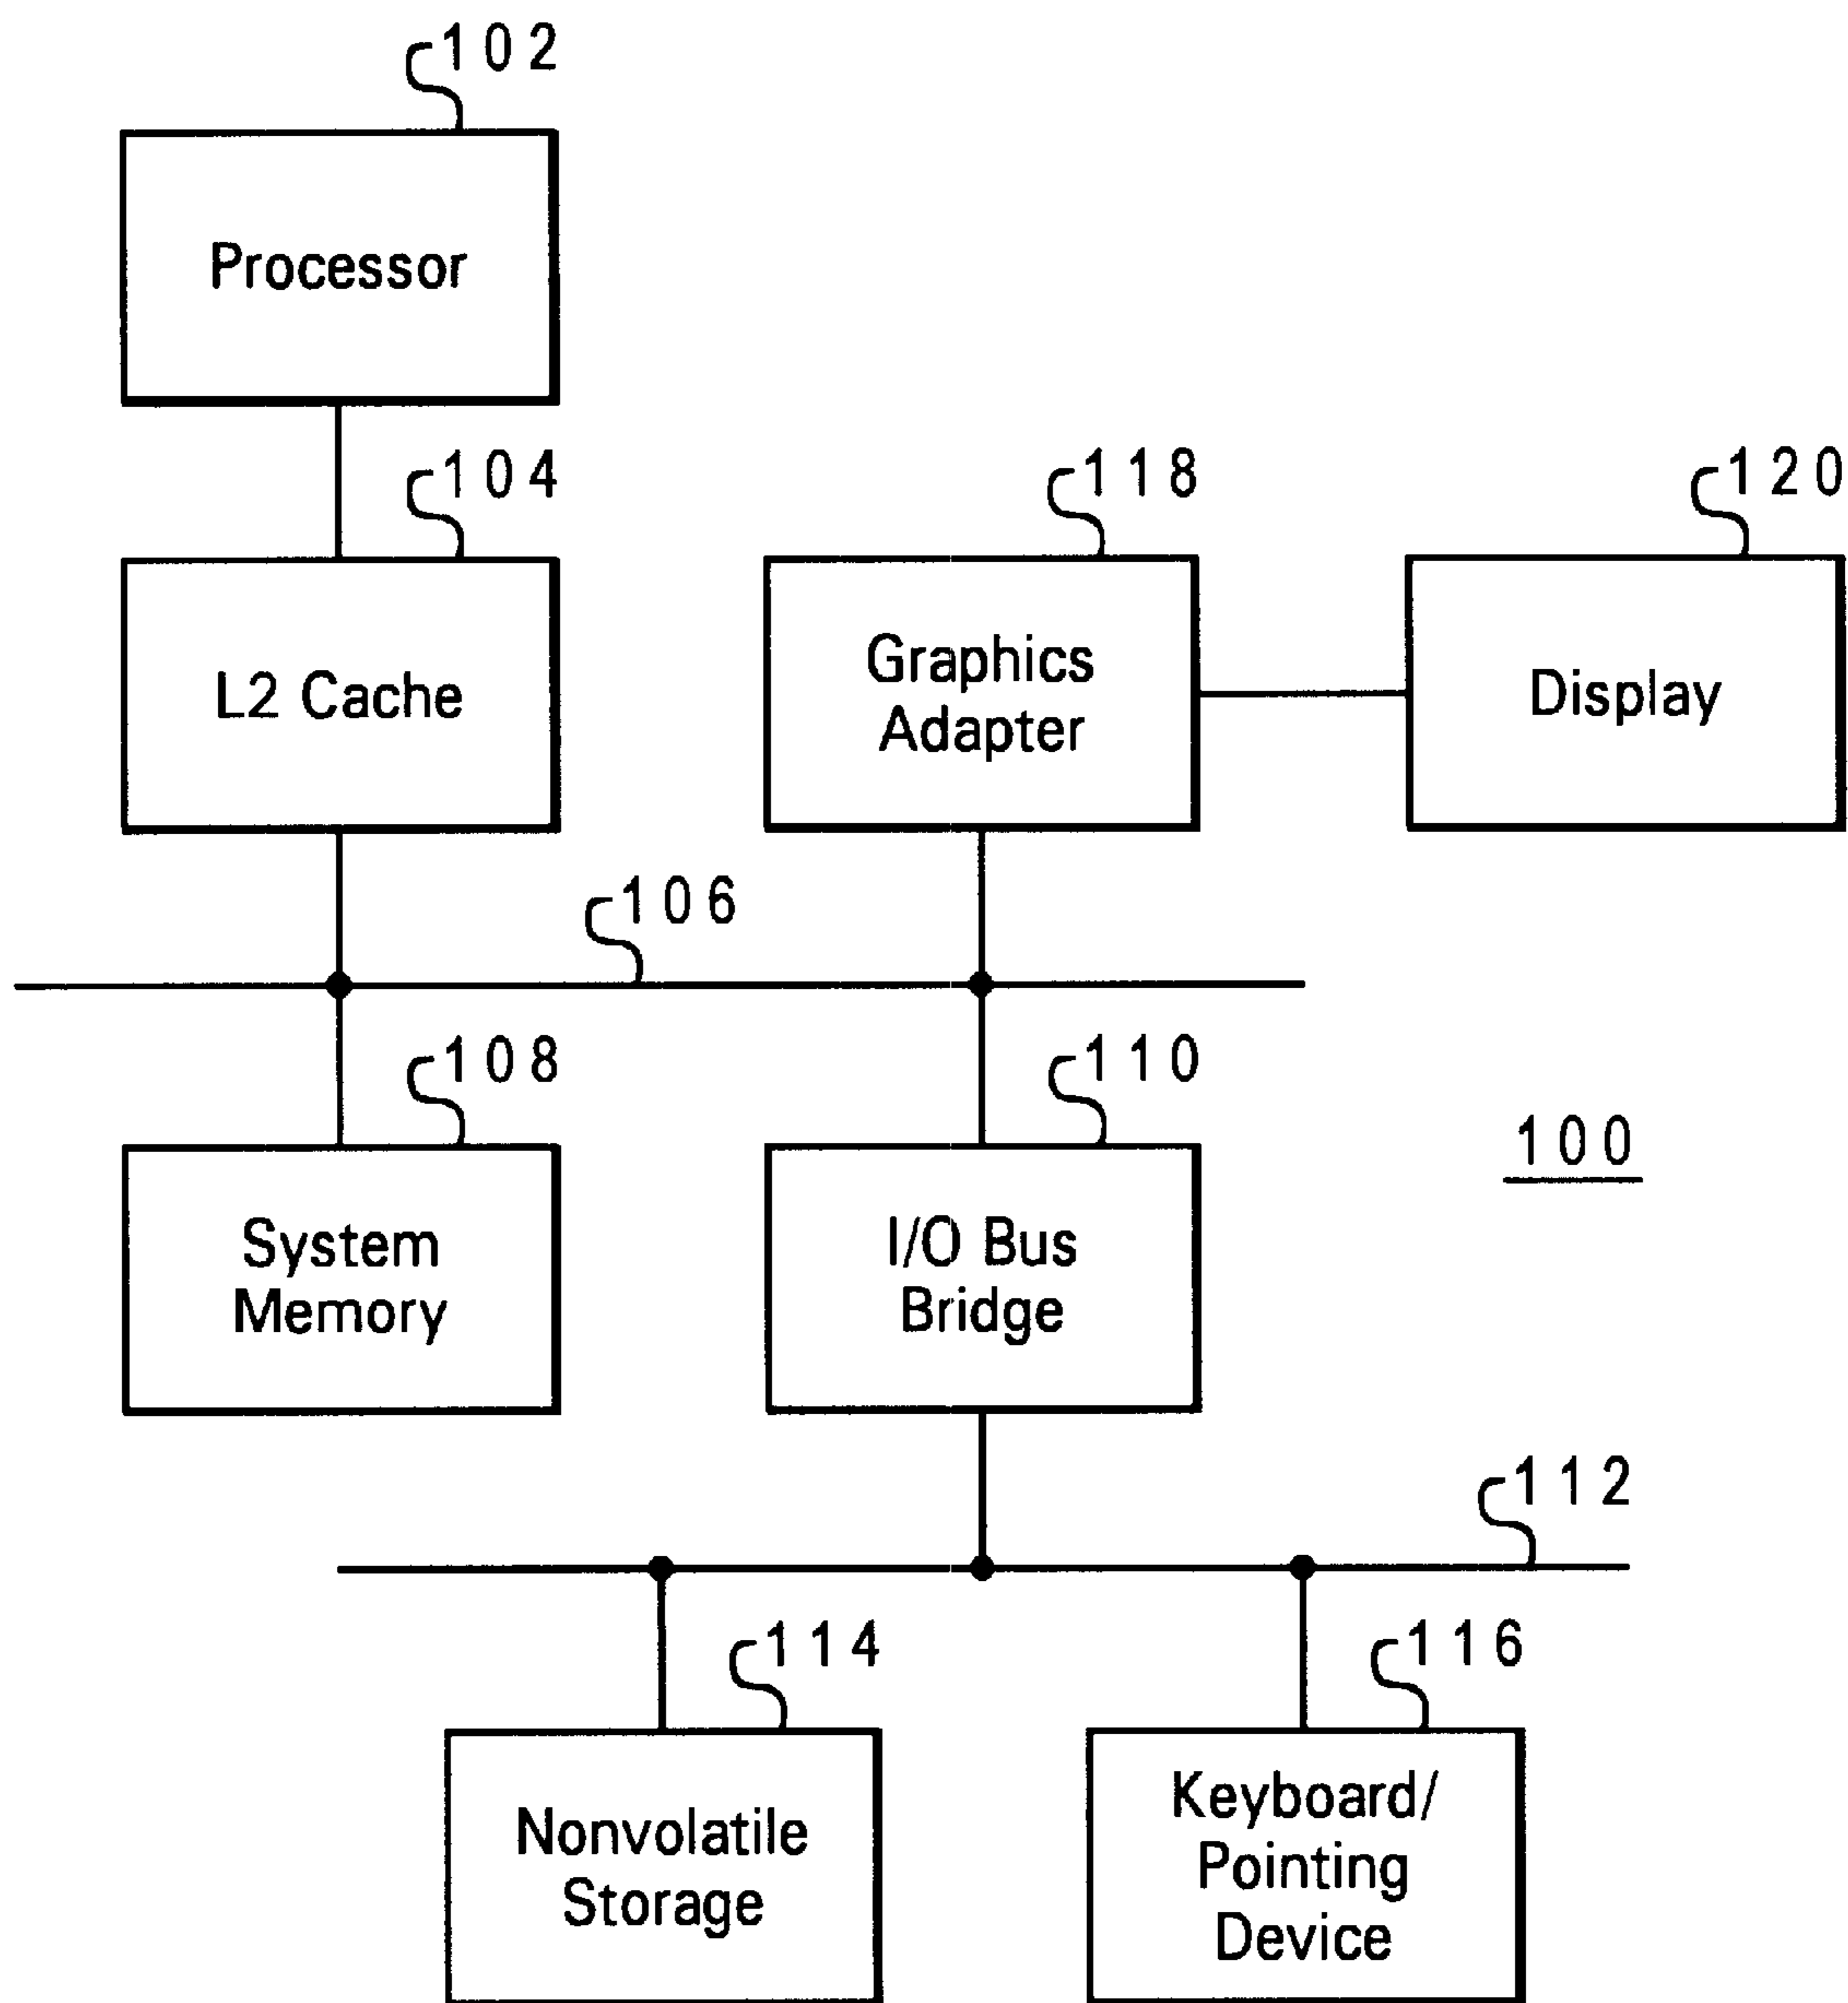 102
Processor
104
118
120
L2 Cache
Graphics
Adapter
Display
106
108
110
100
System
Memory
I/O Bus
Bridge
112
114
116
Nonvolatile
Storage
Keyboard/
Pointing
Device